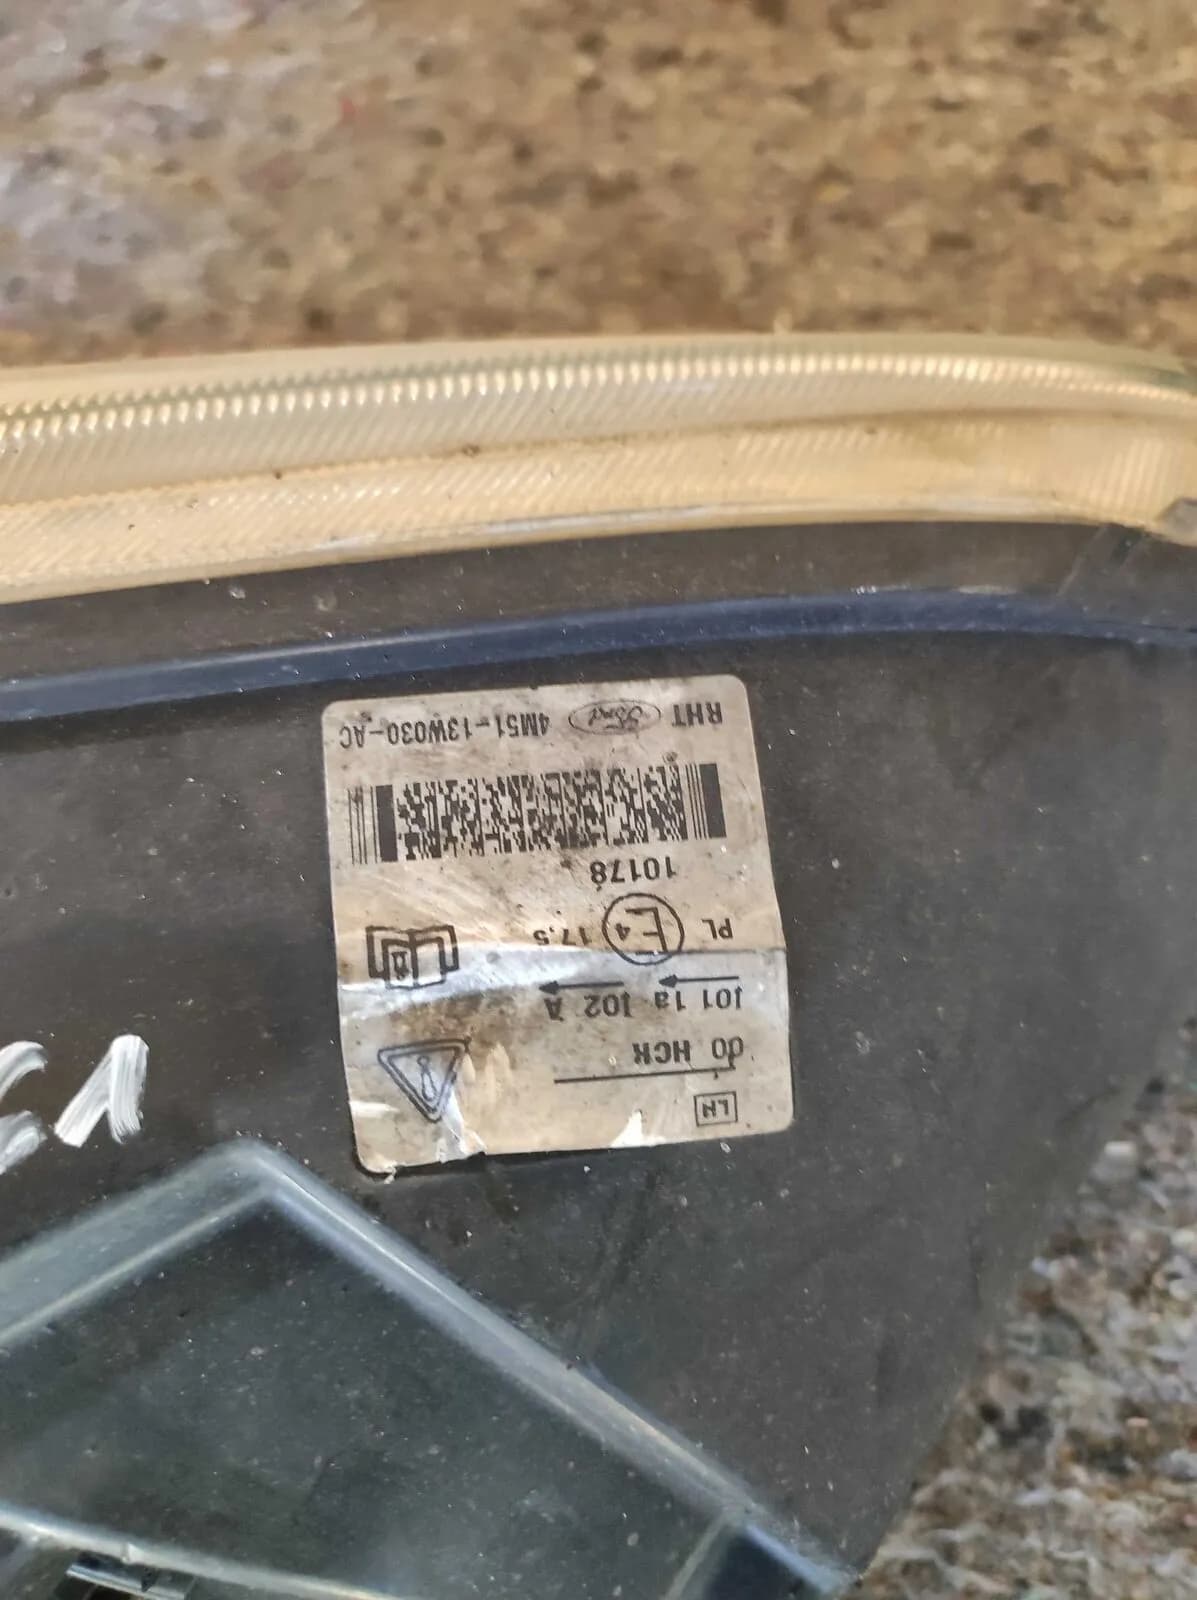 RHT Ford 4M51-13W030-AC
10178
PL E4 17.5
101 1a 102 A
00 HCR
LH